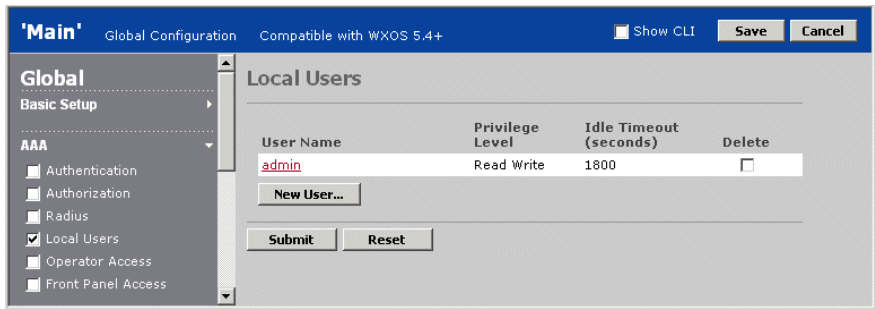 'Main' Global Configuration Compatible with WXOS 5.4+ Show CLI Save Cancel
Global
Basic Setup
AAA
Authentication
Authorization
Radius
Local Users
Operator Access
Front Panel Access
Local Users
User Name Privilege Level Idle Timeout (seconds) Delete
admin Read Write 1800
New User...
Submit Reset